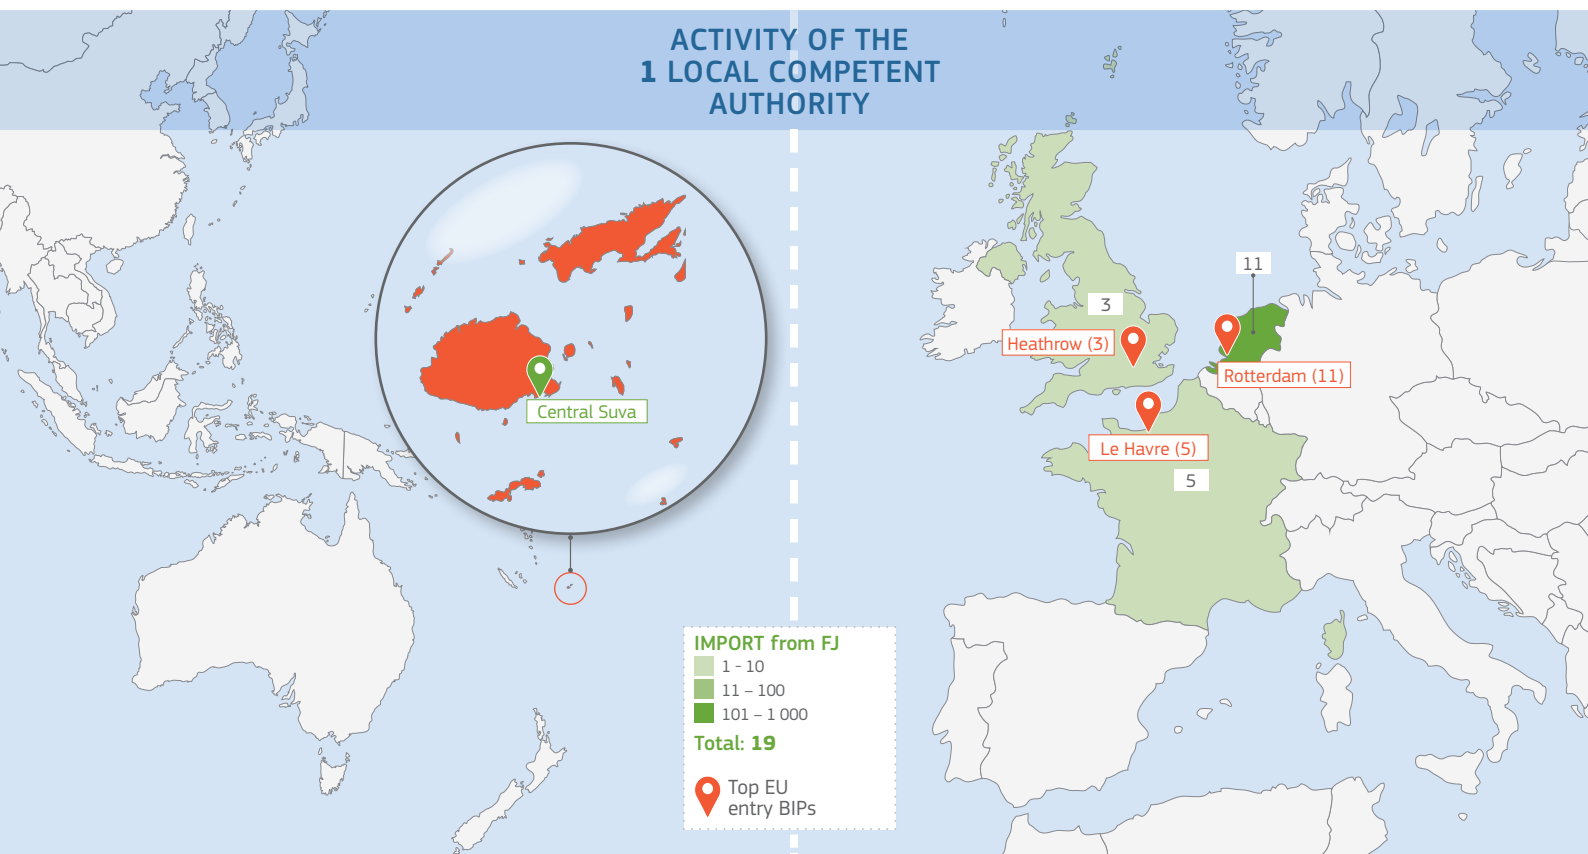 ACTIVITY OF THE
1 LOCAL COMPETENT
AUTHORITY
Central Suva
11
3
Heathrow (3)
Rotterdam (11)
Le Havre (5)
5
IMPORT from FJ
1 - 10
11 – 100
101 – 1 000
Total: 19
Top EU
entry BIPs